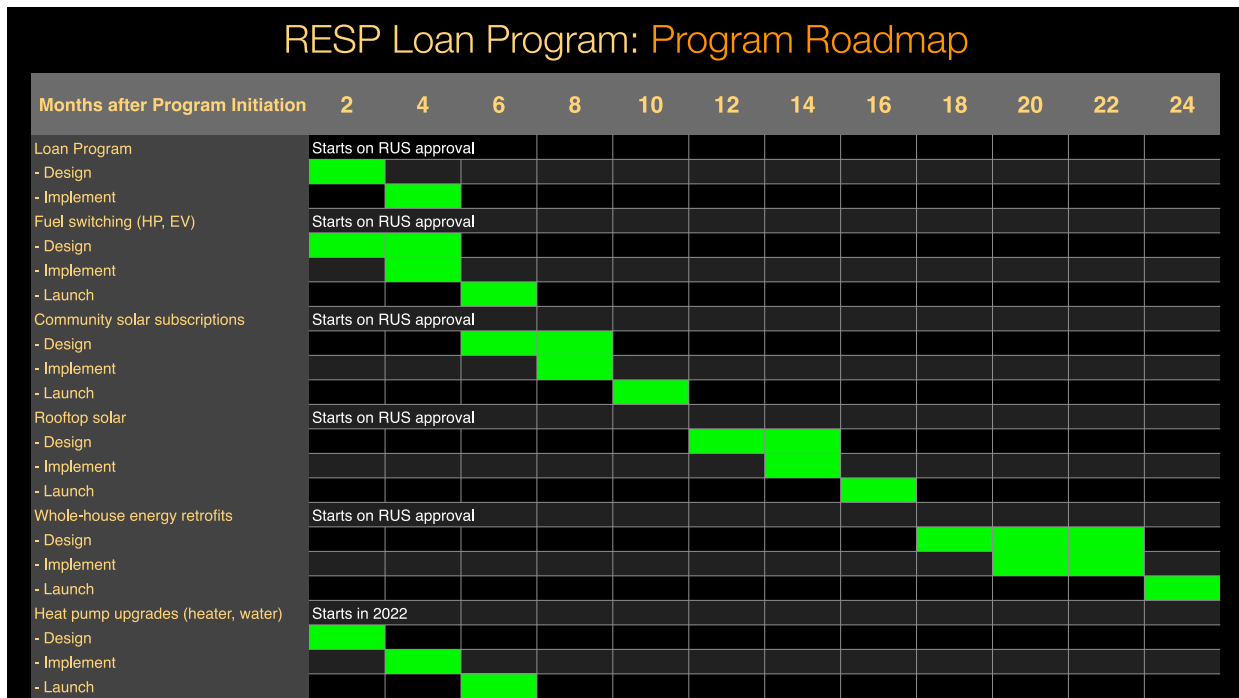 RESP Loan Program: Program Roadmap
Months after Program Initiation 2 4 6 8 10 12 14 16 18 20 22 24
Loan Program Starts on RUS approval
- Design
- Implement
Fuel switching (HP, EV) Starts on RUS approval
- Design
- Implement
- Launch
Community solar subscriptions Starts on RUS approval
- Design
- Implement
- Launch
Rooftop solar Starts on RUS approval
- Design
- Implement
- Launch
Whole-house energy retrofits Starts on RUS approval
- Design
- Implement
- Launch
Heat pump upgrades (heater, water) Starts in 2022
- Design
- Implement
- Launch